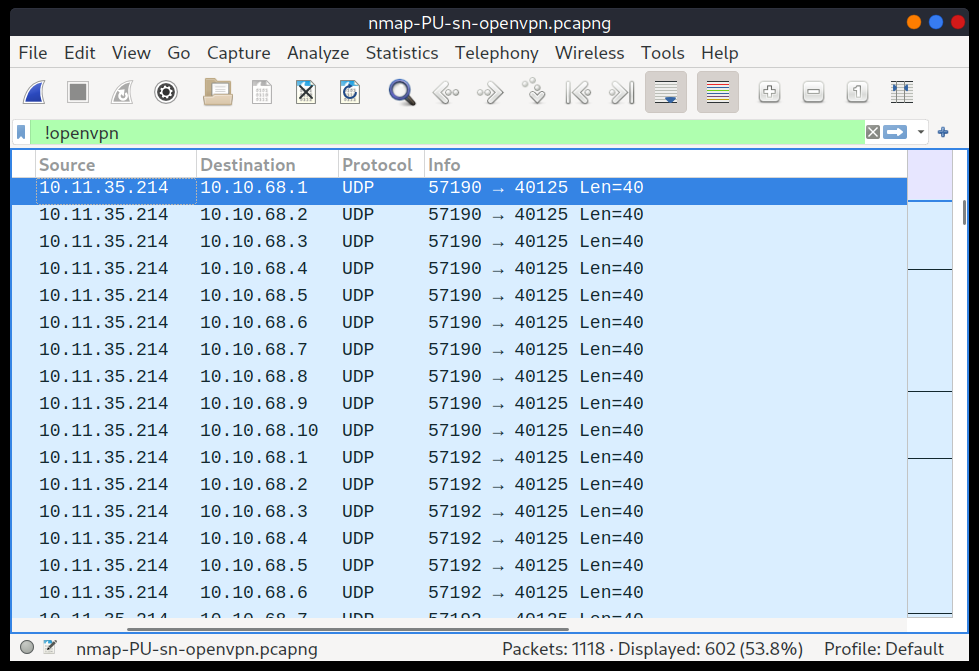 nmap-PU-sn-openvpn.pcapng
File Edit View Go Capture Analyze Statistics Telephony Wireless Tools Help
!openvpn
Source Destination Protocol Info
10.11.35.214 10.10.68.1 UDP 57190 → 40125 Len=40
10.11.35.214 10.10.68.2 UDP 57190 → 40125 Len=40
10.11.35.214 10.10.68.3 UDP 57190 → 40125 Len=40
10.11.35.214 10.10.68.4 UDP 57190 → 40125 Len=40
10.11.35.214 10.10.68.5 UDP 57190 → 40125 Len=40
10.11.35.214 10.10.68.6 UDP 57190 → 40125 Len=40
10.11.35.214 10.10.68.7 UDP 57190 → 40125 Len=40
10.11.35.214 10.10.68.8 UDP 57190 → 40125 Len=40
10.11.35.214 10.10.68.9 UDP 57190 → 40125 Len=40
10.11.35.214 10.10.68.10 UDP 57190 → 40125 Len=40
10.11.35.214 10.10.68.1 UDP 57192 → 40125 Len=40
10.11.35.214 10.10.68.2 UDP 57192 → 40125 Len=40
10.11.35.214 10.10.68.3 UDP 57192 → 40125 Len=40
10.11.35.214 10.10.68.4 UDP 57192 → 40125 Len=40
10.11.35.214 10.10.68.5 UDP 57192 → 40125 Len=40
10.11.35.214 10.10.68.6 UDP 57192 → 40125 Len=40
10.11.35.214 10.10.68.7 UDP 57192 → 40125 Len=40
nmap-PU-sn-openvpn.pcapng Packets: 1118 · Displayed: 602 (53.8%) Profile: Default